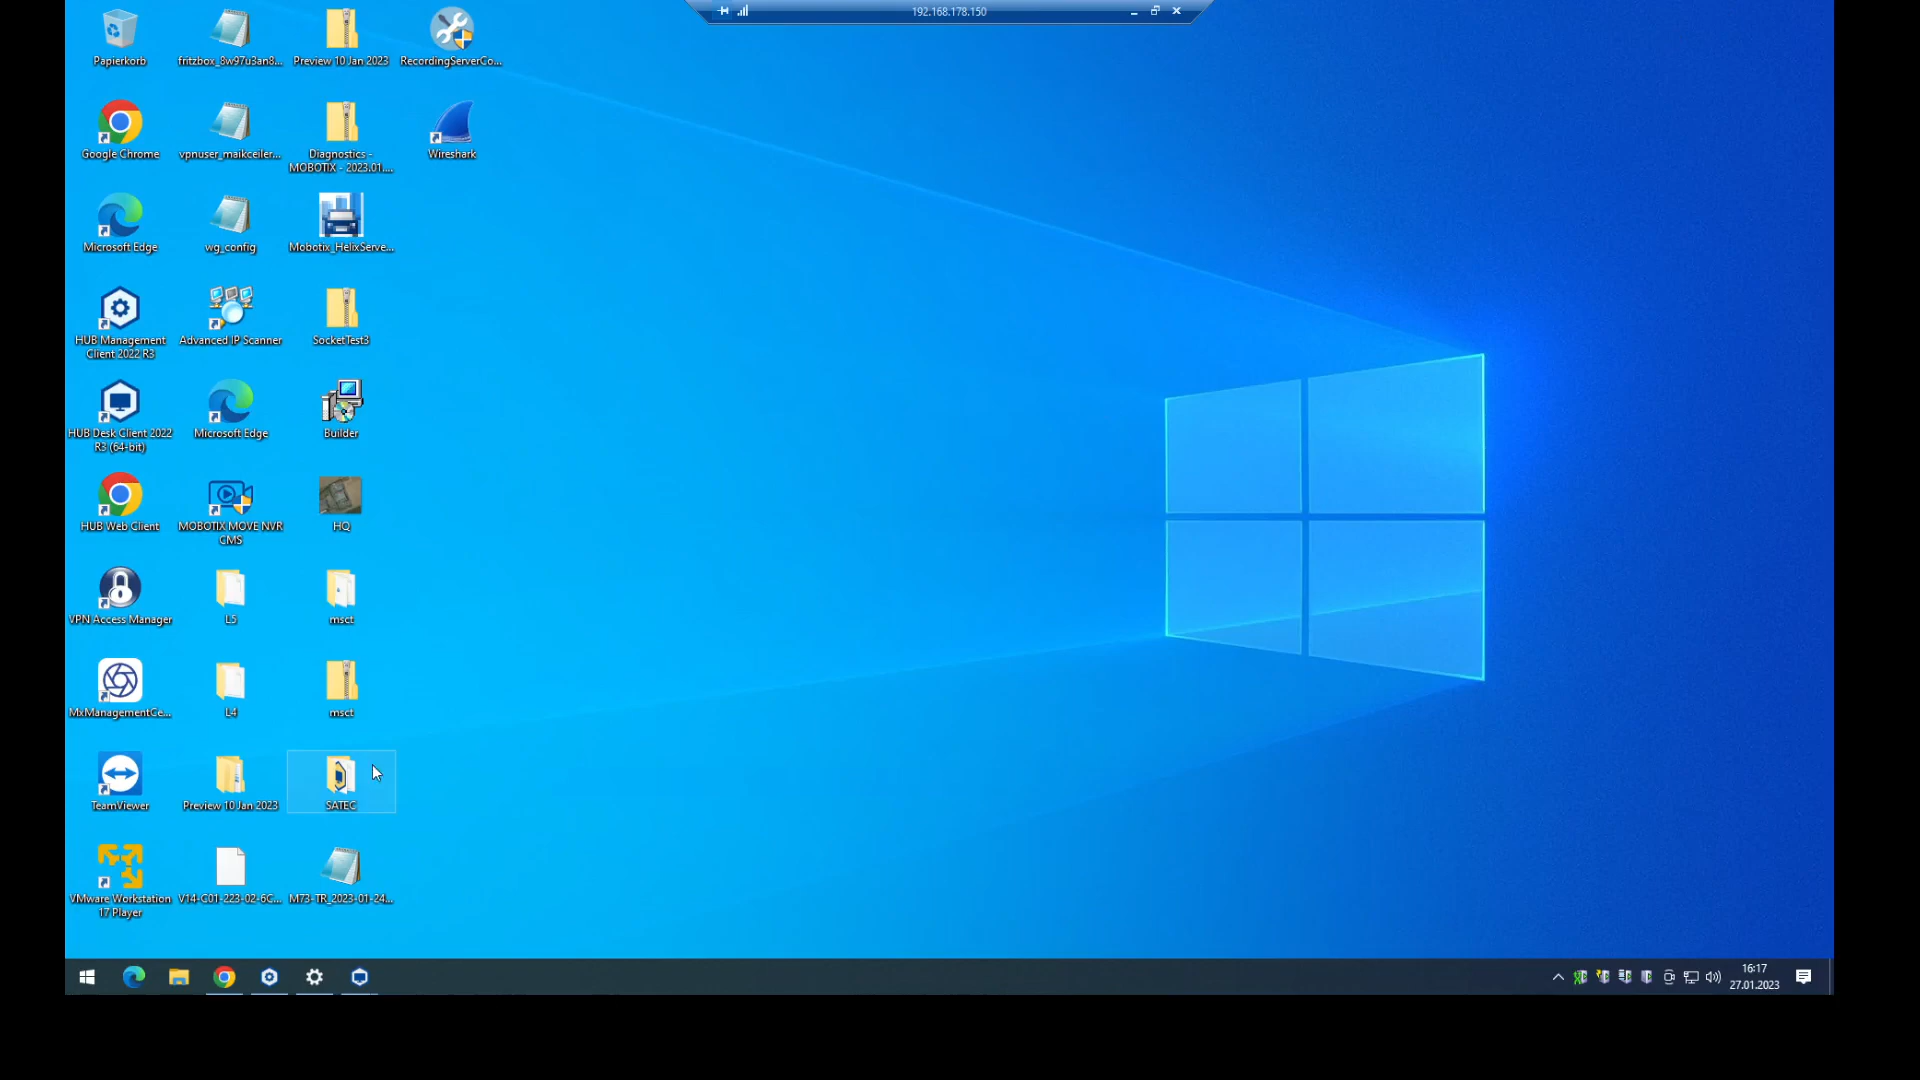 192.168.178.150
Papierkorb
fritzbox_8w97u3an8...
Preview 10 Jan 2023
RecordingServerCo...
Google Chrome
vpnuser_maikceiler...
Diagnostics -
MOBOTIX - 2023.01....
Wireshark
Microsoft Edge
wg_config
Mobotix_HelixServe...
HUB Management
Client 2022 R3
Advanced IP Scanner
SocketTest3
HUB Desk Client 2022
R3 (64-bit)
Microsoft Edge
Builder
HUB Web Client
MOBOTIX MOVE NVR
CMS
HQ
VPN Access Manager
L5
msct
MxManagementCe...
L4
msct
TeamViewer
Preview 10 Jan 2023
SATEC
VMware Workstation
17 Player
V14-C01-223-02-6C...
M73-TR_2023-01-24...
16:17
27.01.2023